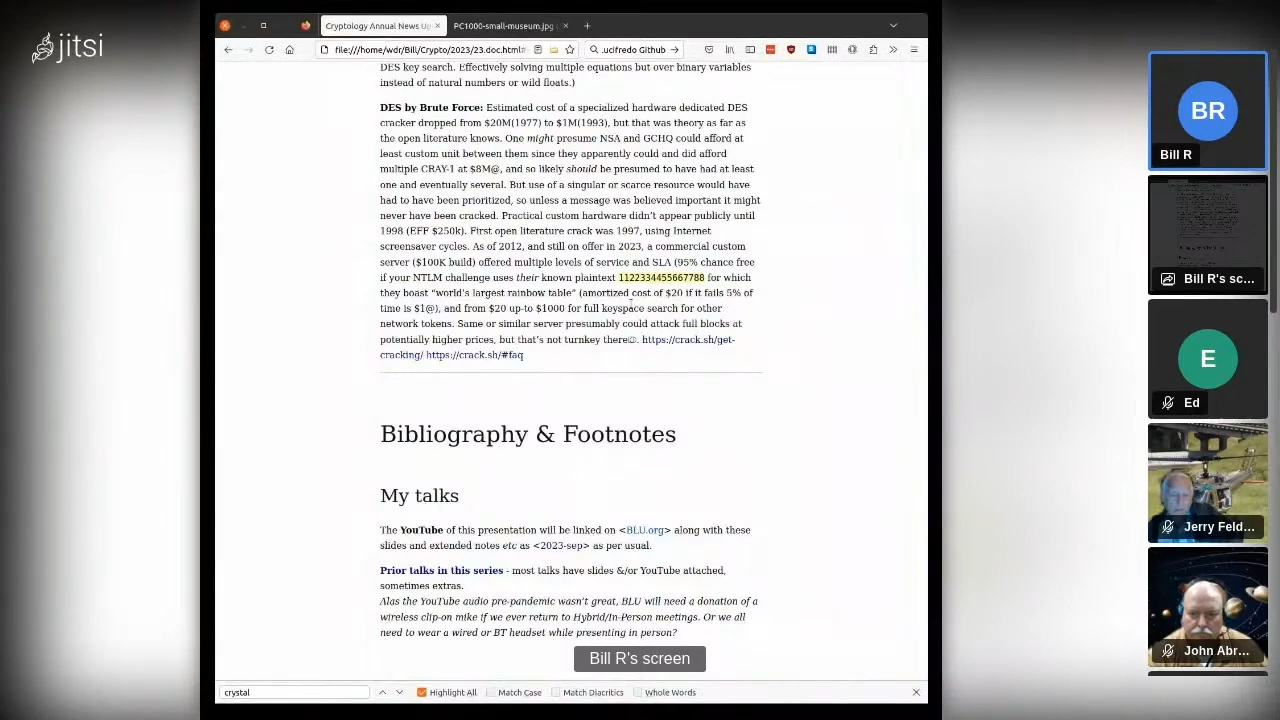 jitsi
Cryptology Annual News Up
PC1000-small-museum.jpg
file:///home/wdr/Bill/Crypto/2023/23.doc.html#
.ucifredo Github
DES key search. Effectively solving multiple equations but over binary variables
instead of natural numbers or wild floats.)
DES by Brute Force: Estimated cost of a specialized hardware dedicated DES
cracker dropped from $20M(1977) to $1M(1993), but that was theory as far as
the open literature knows. One might presume NSA and GCHQ could afford at
least custom unit between them since they apparently could and did afford
multiple CRAY-1 at $8M@, and so likely should be presumed to have had at least
one and eventually several. But use of a singular or scarce resource would have
had to have been prioritized, so unless a message was believed important it might
never have been cracked. Practical custom hardware didn't appear publicly until
1998 (EFF $250k). First open literature crack was 1997, using Internet
screensaver cycles. As of 2012, and still on offer in 2023, a commercial custom
server ($100K build) offered multiple levels of service and SLA (95% chance free
if your NTLM challenge uses their known plaintext 1122334455667788 for which
they boast “world's largest rainbow table” (amortized cost of $20 if it fails 5% of
time is $1@), and from $20 up-to $1000 for full keyspace search for other
network tokens. Same or similar server presumably could attack full blocks at
potentially higher prices, but that's not turnkey there☹. https://crack.sh/get-
cracking/ https://crack.sh/#faq
Bibliography & Footnotes
My talks
The YouTube of this presentation will be linked on <BLU.org> along with these
slides and extended notes etc as <2023-sep> as per usual.
Prior talks in this series - most talks have slides &/or YouTube attached,
sometimes extras.
Alas the YouTube audio pre-pandemic wasn't great, BLU will need a donation of a
wireless clip-on mike if we ever return to Hybrid/In-Person meetings. Or we all
need to wear a wired or BT headset while presenting in person?
Bill R's screen
crystal
Highlight All
Match Case
Match Diacritics
Whole Words
BR
Bill R
Bill R's sc...
E
Ed
Jerry Feld...
John Abr...